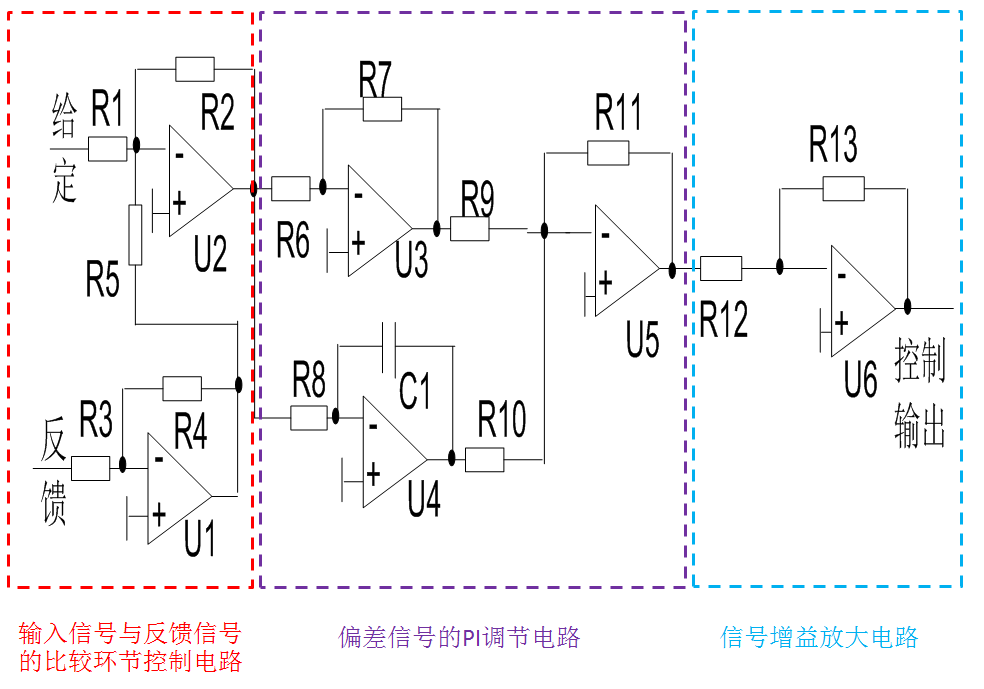 给
定
R1
R2
-
+
U2
R5
反
馈
R3
R4
-
+
U1
R6
R7
-
+
U3
R8
C1
-
+
U4
R9
R10
R11
-
+
U5
R12
R13
-
+
U6
控制
输出
输入信号与反馈信号
的比较环节控制电路
偏差信号的PI调节电路
信号增益放大电路